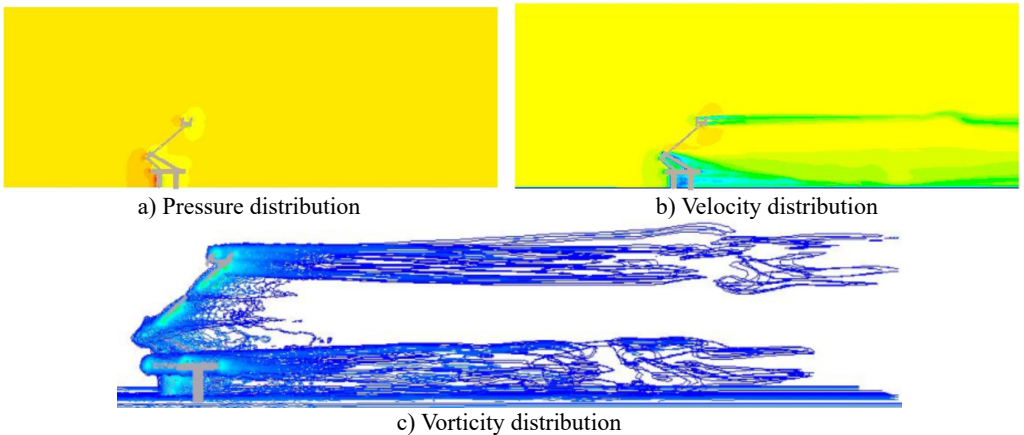 a) Pressure distribution
b) Velocity distribution
c) Vorticity distribution